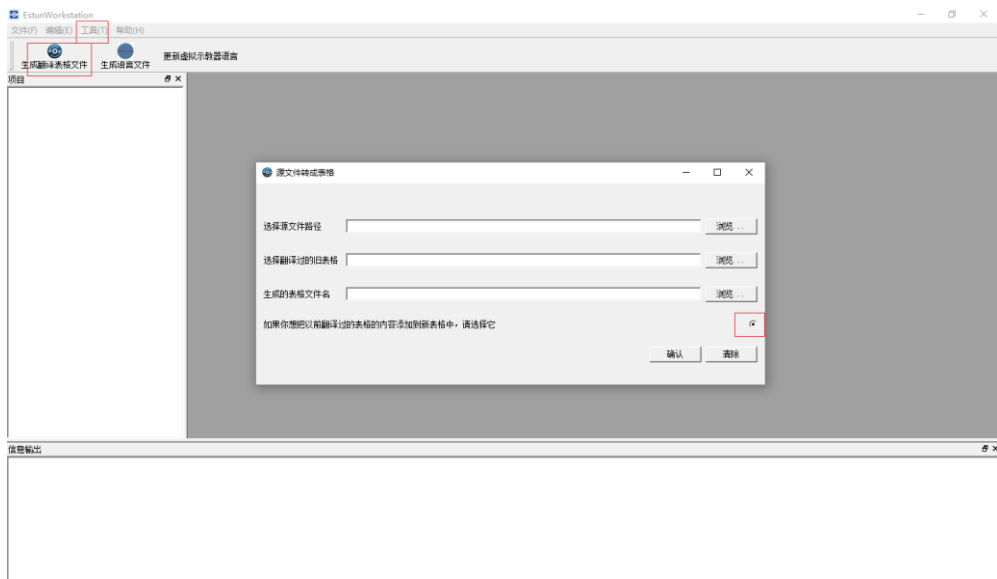 EstunWorkstation
文件(F) 编辑(E) 工具(T) 帮助(H)
生成翻译表格文件 生成语言文件 更新虚拟示教器语言
项目
源文件转成表格
选择源文件路径 浏览...
选择翻译过的旧表格 浏览...
生成的表格文件名 浏览...
如果你想把以前翻译过的表格的内容添加到新表格中，请选择它
确认 清除
信息输出